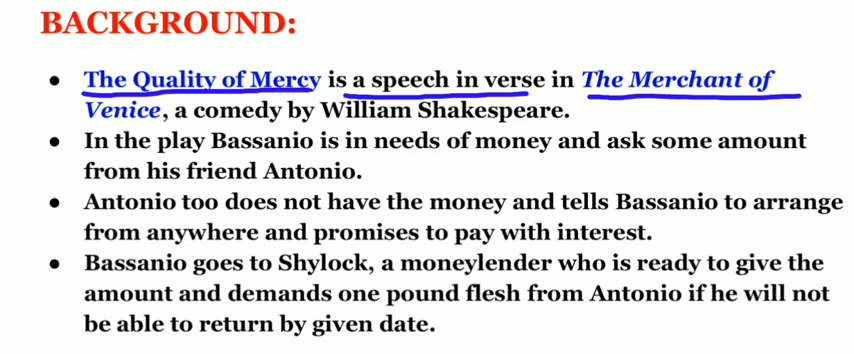 BACKGROUND:
• The Quality of Mercy is a speech in verse in The Merchant of
Venice, a comedy by William Shakespeare.
• In the play Bassanio is in needs of money and ask some amount
from his friend Antonio.
• Antonio too does not have the money and tells Bassanio to arrange
from anywhere and promises to pay with interest.
• Bassanio goes to Shylock, a moneylender who is ready to give the
amount and demands one pound flesh from Antonio if he will not
be able to return by given date.